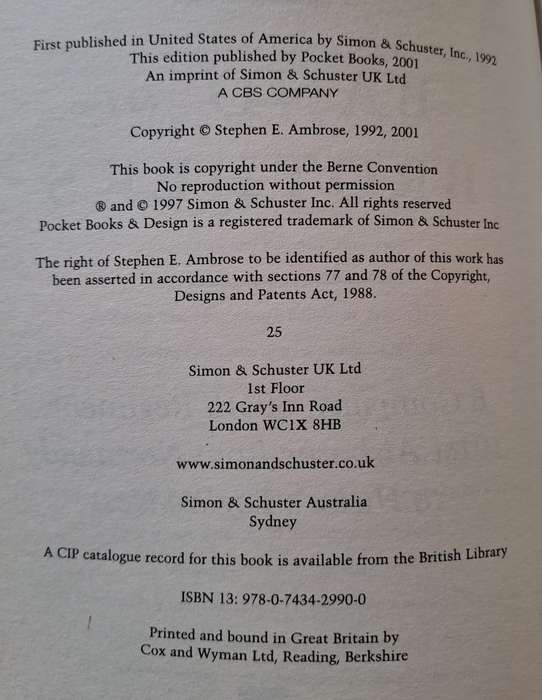 First published in United States of America by Simon & Schuster, Inc., 1992
This edition published by Pocket Books, 2001
An imprint of Simon & Schuster UK Ltd
A CBS COMPANY
Copyright © Stephen E. Ambrose, 1992, 2001
This book is copyright under the Berne Convention
No reproduction without permission
® and © 1997 Simon & Schuster Inc. All rights reserved
Pocket Books & Design is a registered trademark of Simon & Schuster Inc
The right of Stephen E. Ambrose to be identified as author of this work has
been asserted in accordance with sections 77 and 78 of the Copyright,
Designs and Patents Act, 1988.
25
Simon & Schuster UK Ltd
1st Floor
222 Gray's Inn Road
London WC1X 8HB
www.simonandschuster.co.uk
Simon & Schuster Australia
Sydney
A CIP catalogue record for this book is available from the British Library
ISBN 13: 978-0-7434-2990-0
Printed and bound in Great Britain by
Cox and Wyman Ltd, Reading, Berkshire